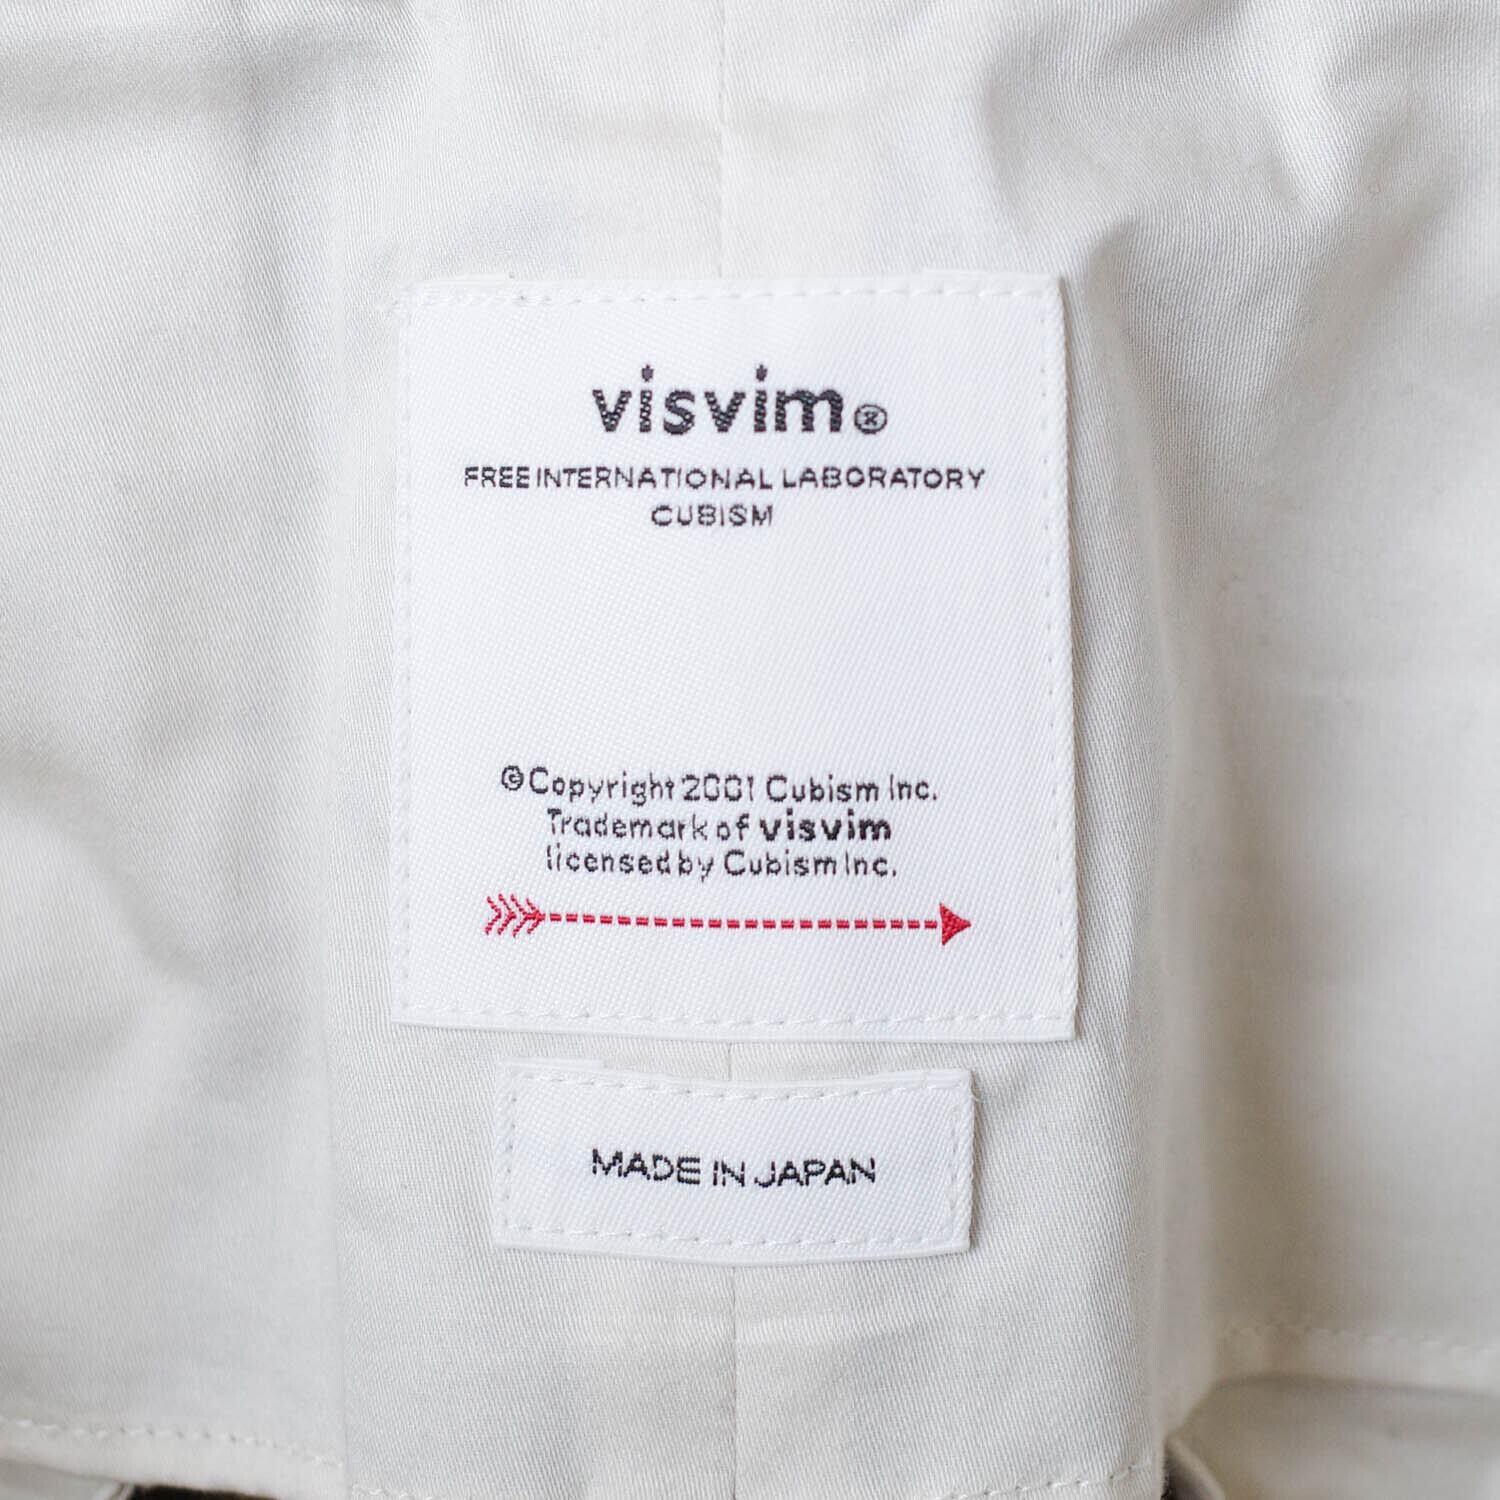 visvim®
FREE INTERNATIONAL LABORATORY
CUBISM
©Copyright 2001 Cubism Inc.
Trademark of visvim
licensed by Cubism Inc.
MADE IN JAPAN